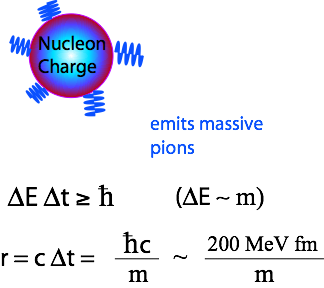 Nucleon
Charge
emits massive
pions
ΔE Δt ≥ ħ (ΔE ~ m)
r = c Δt = ħc / m ~ 200 MeV fm / m